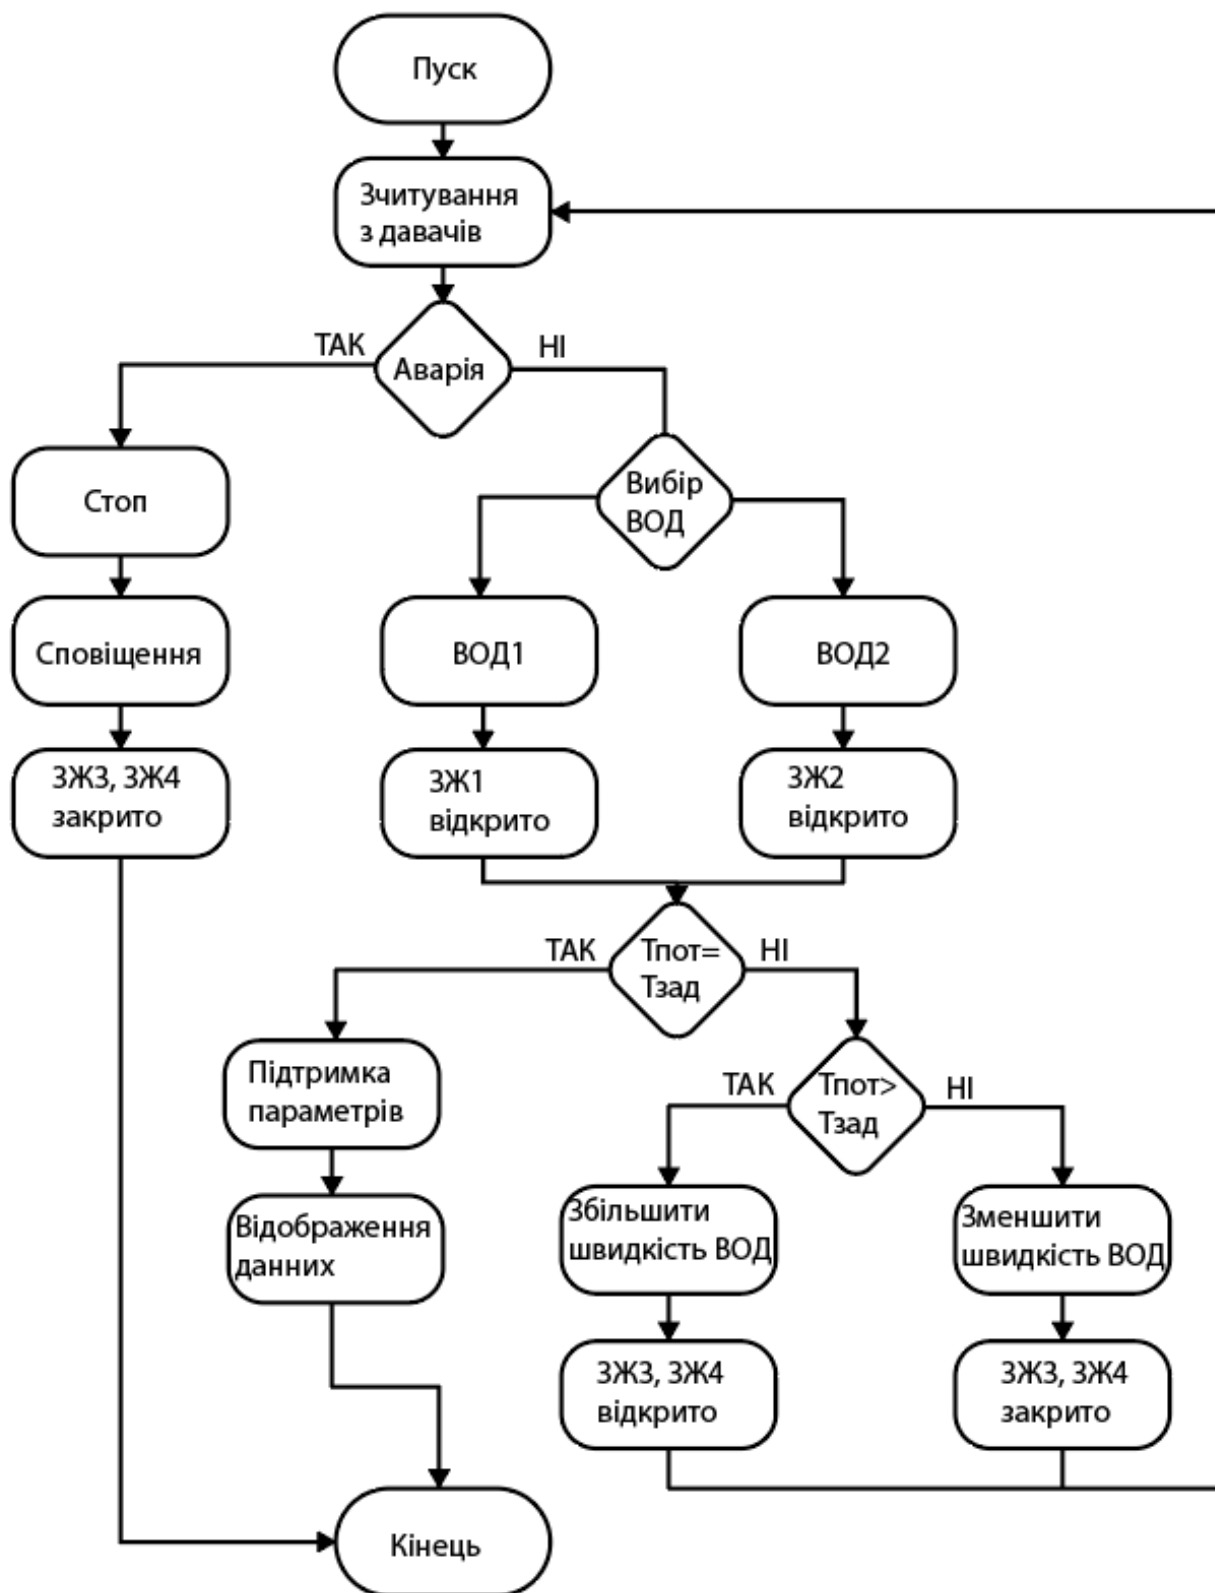 Пуск
Зчитування
з давачів
ТАК
НІ
Аварія
Стоп
Вибір
ВОД
Сповіщення
ВОД1
ВОД2
ЗЖ3, ЗЖ4
закрито
ЗЖ1
відкрито
ЗЖ2
відкрито
ТАК
Тпот=
Тзад
НІ
Підтримка
параметрів
ТАК
Тпот>
Тзад
НІ
Відображення
данних
Збільшити
швидкість ВОД
Зменшити
швидкість ВОД
ЗЖ3, ЗЖ4
відкрито
ЗЖ3, ЗЖ4
закрито
Кінець